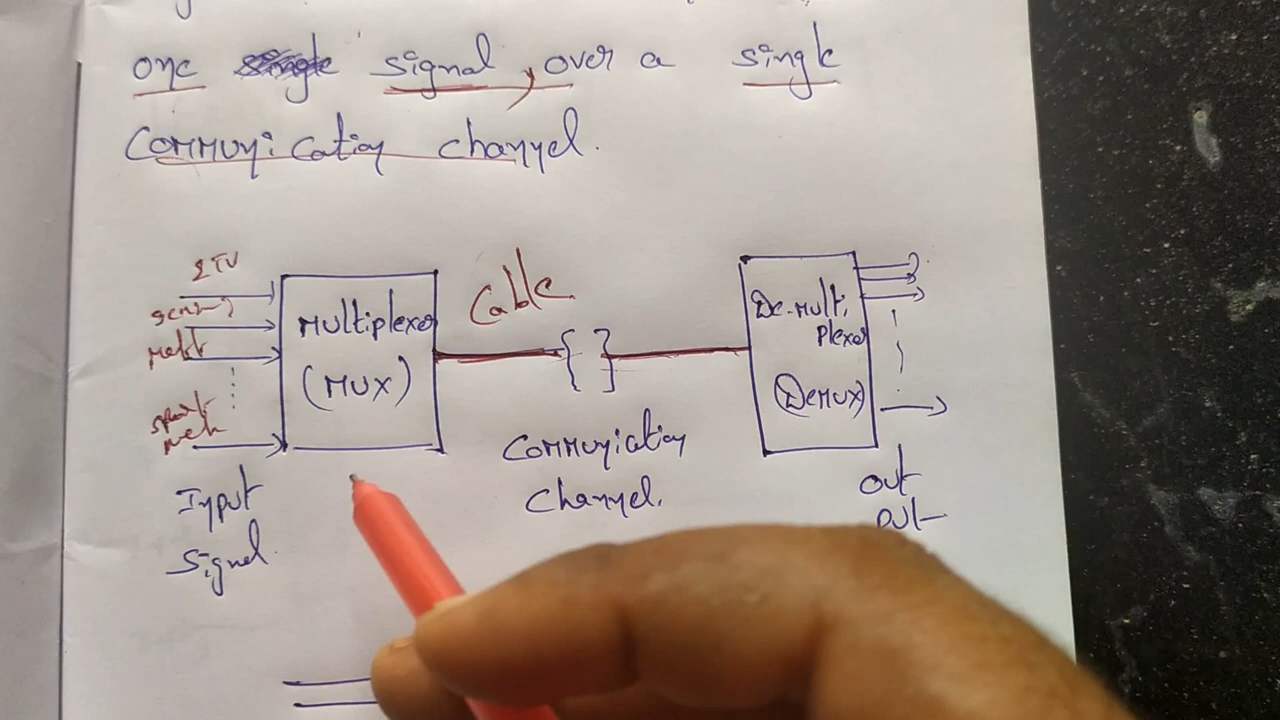 one single signal, over a single
Communication channel.
Cable
Multiplexer
(MUX)
De-multi
plexer
(DeMUX)
Communiation
Channel.
Input
Signal
out
put